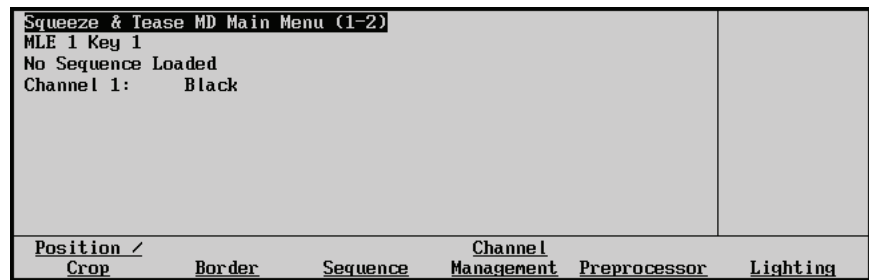 Squeeze & Tease MD Main Menu (1-2)
MLE 1 Key 1
No Sequence Loaded
Channel 1: Black
Position / Channel
Crop Border Sequence Management Preprocessor Lighting